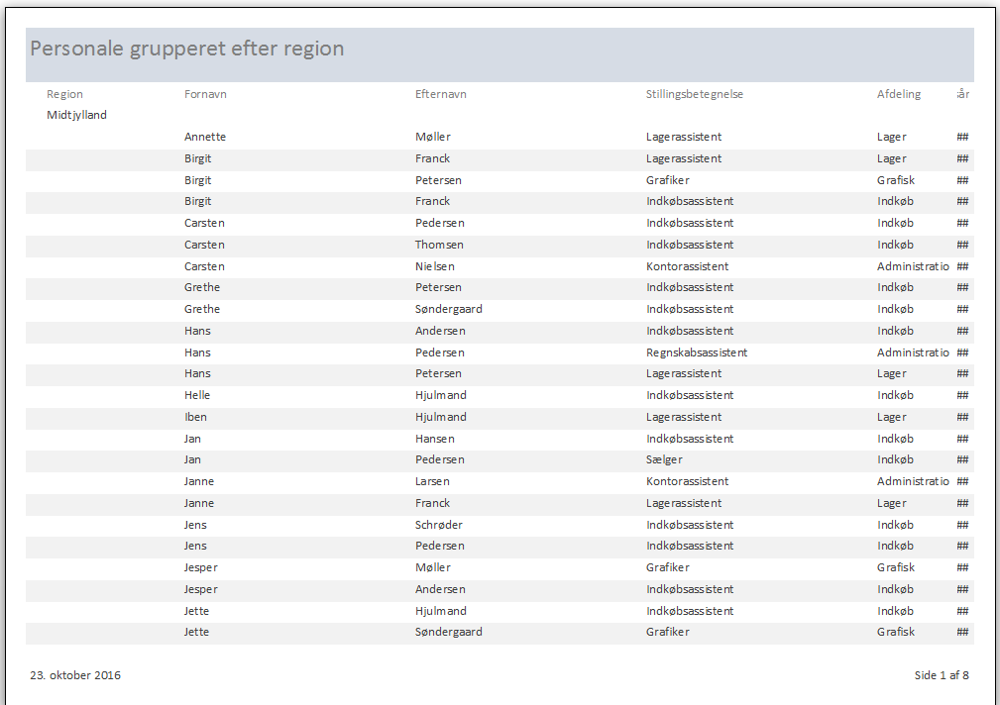 Personale grupperet efter region
Region Fornavn Efternavn Stillingsbetegnelse Afdeling år
Midtjylland
Annette Møller Lagerassistent Lager ##
Birgit Franck Lagerassistent Lager ##
Birgit Petersen Grafiker Grafisk ##
Birgit Franck Indkøbsassistent Indkøb ##
Carsten Pedersen Indkøbsassistent Indkøb ##
Carsten Thomsen Indkøbsassistent Indkøb ##
Carsten Nielsen Kontorassistent Administratio ##
Grethe Petersen Indkøbsassistent Indkøb ##
Grethe Søndergaard Indkøbsassistent Indkøb ##
Hans Andersen Indkøbsassistent Indkøb ##
Hans Pedersen Regnskabsassistent Administratio ##
Hans Petersen Lagerassistent Lager ##
Helle Hjulmand Indkøbsassistent Indkøb ##
Iben Hjulmand Lagerassistent Lager ##
Jan Hansen Indkøbsassistent Indkøb ##
Jan Pedersen Sælger Indkøb ##
Janne Larsen Kontorassistent Administratio ##
Janne Franck Lagerassistent Lager ##
Jens Schrøder Indkøbsassistent Indkøb ##
Jens Pedersen Indkøbsassistent Indkøb ##
Jesper Møller Grafiker Grafisk ##
Jesper Andersen Indkøbsassistent Indkøb ##
Jette Hjulmand Indkøbsassistent Indkøb ##
Jette Søndergaard Grafiker Grafisk ##
23. oktober 2016 Side 1 af 8